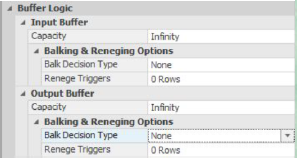 Buffer Logic
Input Buffer
Capacity Infinity
Balking & Reneging Options
Balk Decision Type None
Renege Triggers 0 Rows
Output Buffer
Capacity Infinity
Balking & Reneging Options
Balk Decision Type None
Renege Triggers 0 Rows